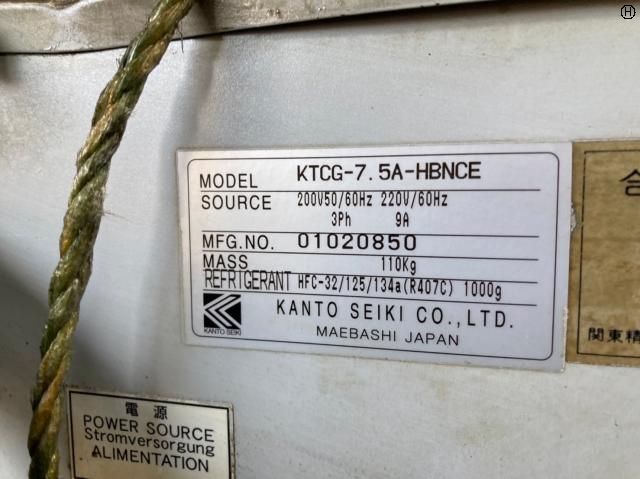 Ⓗ
MODEL KTCG-7.5A-HBNCE
SOURCE 200V50/60Hz 220V/60Hz
3Ph 9A
MFG.NO. 01020850
MASS 110Kg
REFRIGERANT HFC-32/125/134a(R407C) 1000g
KANTO SEIKI
KANTO SEIKI CO.,LTD.
MAEBASHI JAPAN
合
関東精
電 源
POWER SOURCE
Stromversorgung
ALIMENTATION